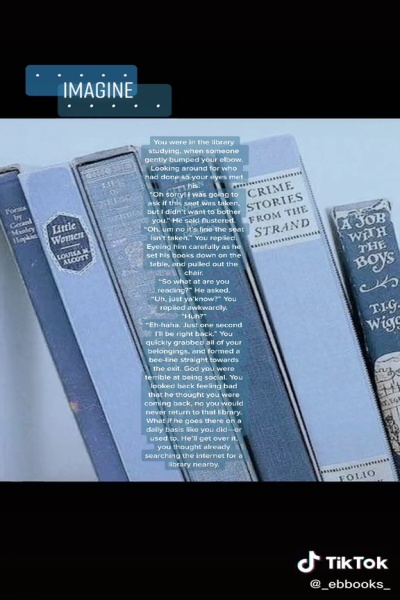 IMAGINE
You were in the library
studying, when someone
gently bumped your elbow.
Looking around for who
had done so your eyes met
his.
"Oh sorry! I was going to
ask if this seat was taken,
but I didn't want to bother
you." He said flustered.
"Oh, um no it's fine the seat
isn't taken." You replied.
Eyeing him carefully as he
set his books down on the
table, and pulled out the
chair.
"So what at are you
reading?" He asked.
"Uh, just ya'know?" You
replied awkwardly.
"Huh?"
"Eh-haha. Just one second
I'll be right back." You
quickly grabbed all of your
belongings, and formed a
bee-line straight towards
the exit. God you were
terrible at being social. You
looked back feeling bad
that he thought you were
coming back, no you would
never return to that library.
What if he goes there on a
daily basis like you did—or
used to. He'll get over it,
you thought already
searching the internet for a
library nearby.
Poems
by
Gerard
Manley
Hopkins
Little
Women
LOUISA M.
ALCOTT
CRIME
STORIES
FROM THE
STRAND
FOLIO
A JOB
WITH
THE
BOYS
T.I.G.
Wigg
TikTok
@_ebbooks_